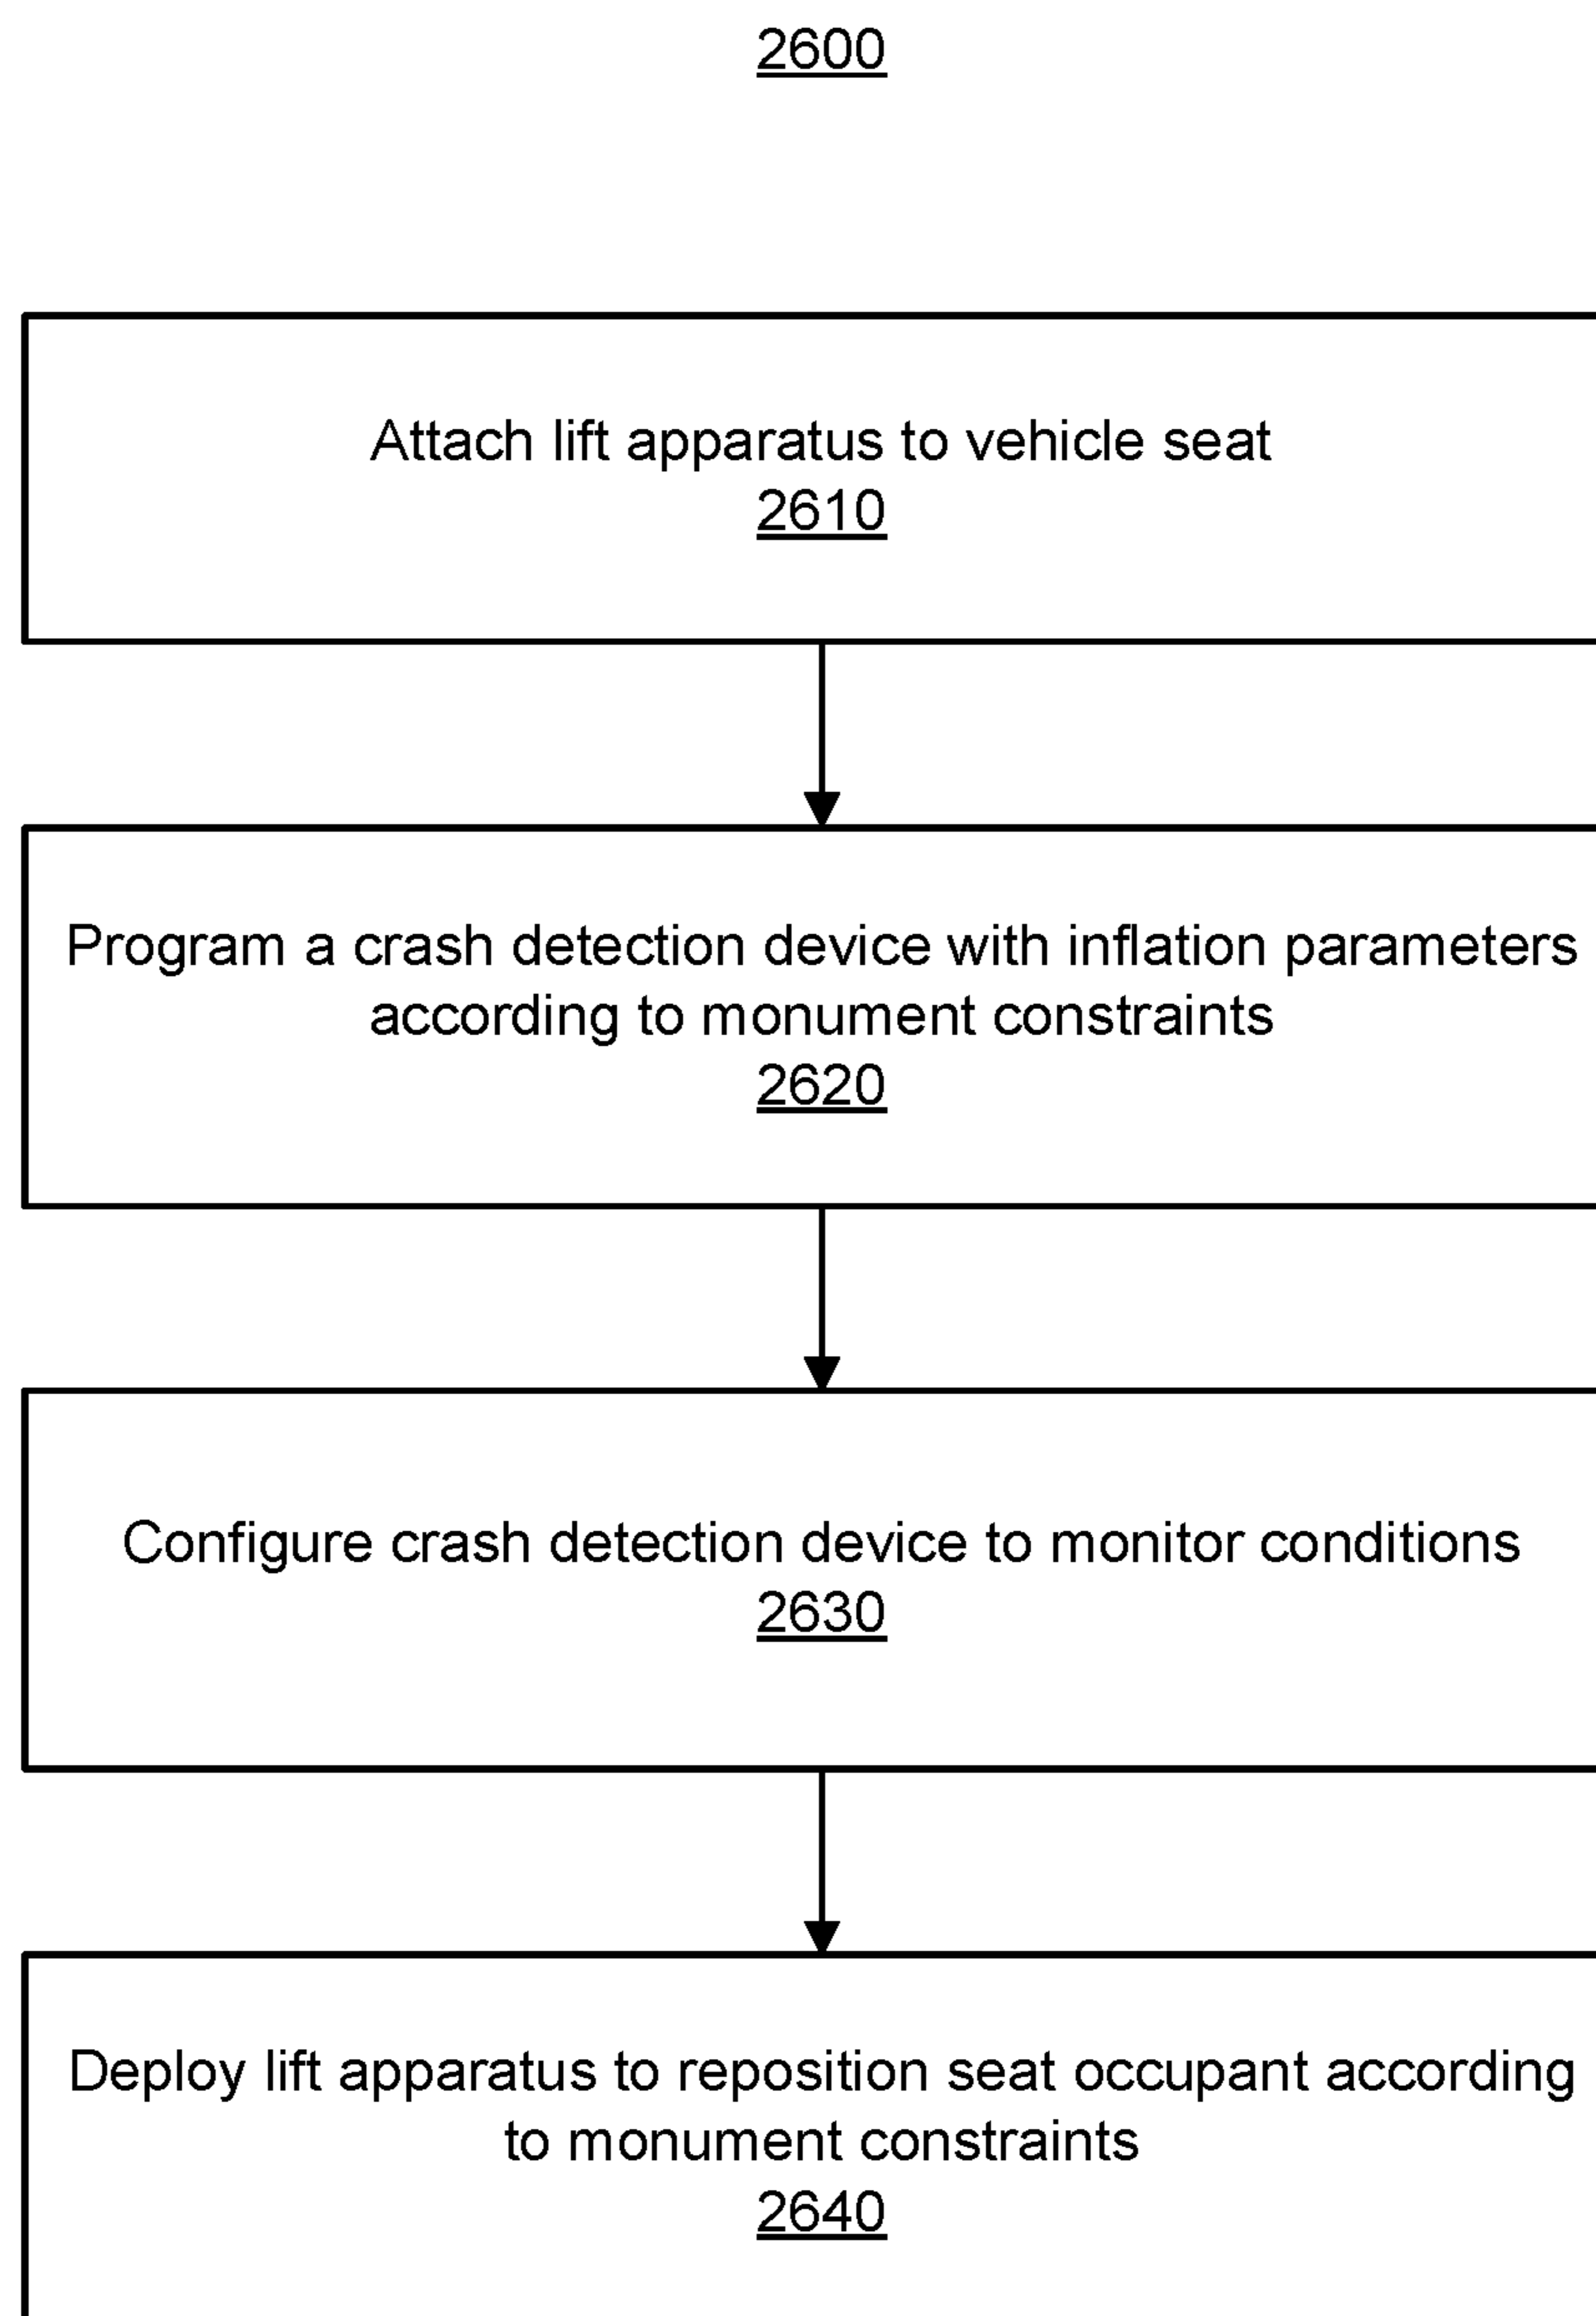 2600
Attach lift apparatus to vehicle seat
2610
Program a crash detection device with inflation parameters
according to monument constraints
2620
Configure crash detection device to monitor conditions
2630
Deploy lift apparatus to reposition seat occupant according
to monument constraints
2640